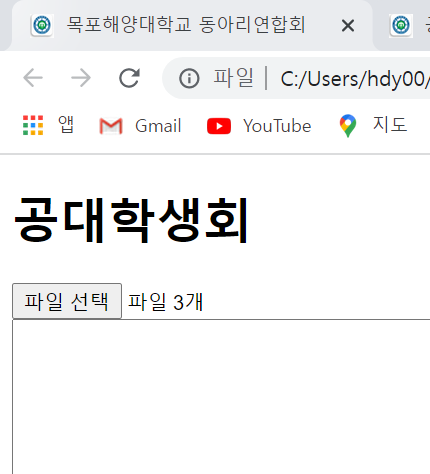 목포해양대학교 동아리연합회
파일 | C:/Users/hdy00/
앱 Gmail YouTube 지도
공대학생회
파일 선택 파일 3개